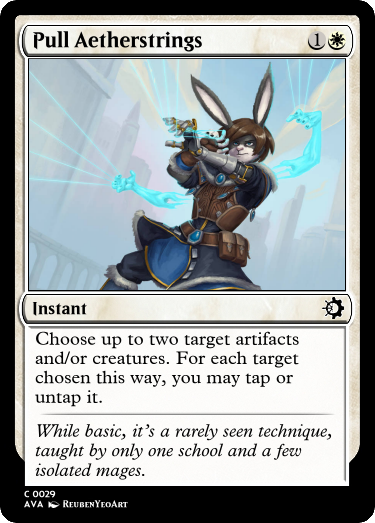 Pull Aetherstrings
1
Instant
Choose up to two target artifacts
and/or creatures. For each target
chosen this way, you may tap or
untap it.
While basic, it's a rarely seen technique,
taught by only one school and a few
isolated mages.
C 0029
AVA ReubenYeoArt